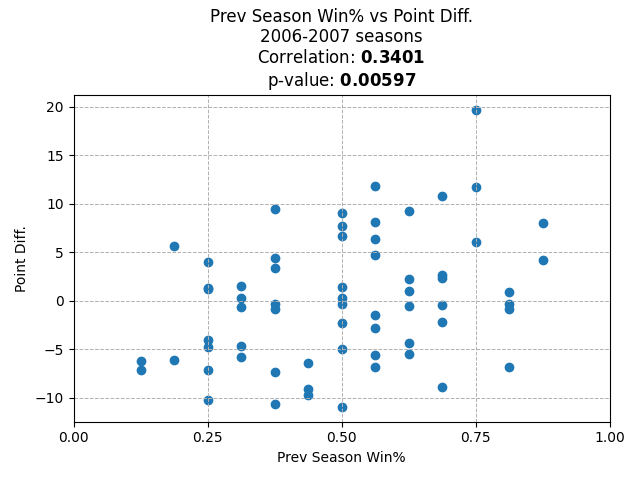 Prev Season Win% vs Point Diff.
2006-2007 seasons
Correlation: 0.3401
p-value: 0.00597
20
15
10
5
0
−5
−10
Point Diff.
0.00 0.25 0.50 0.75 1.00
Prev Season Win%